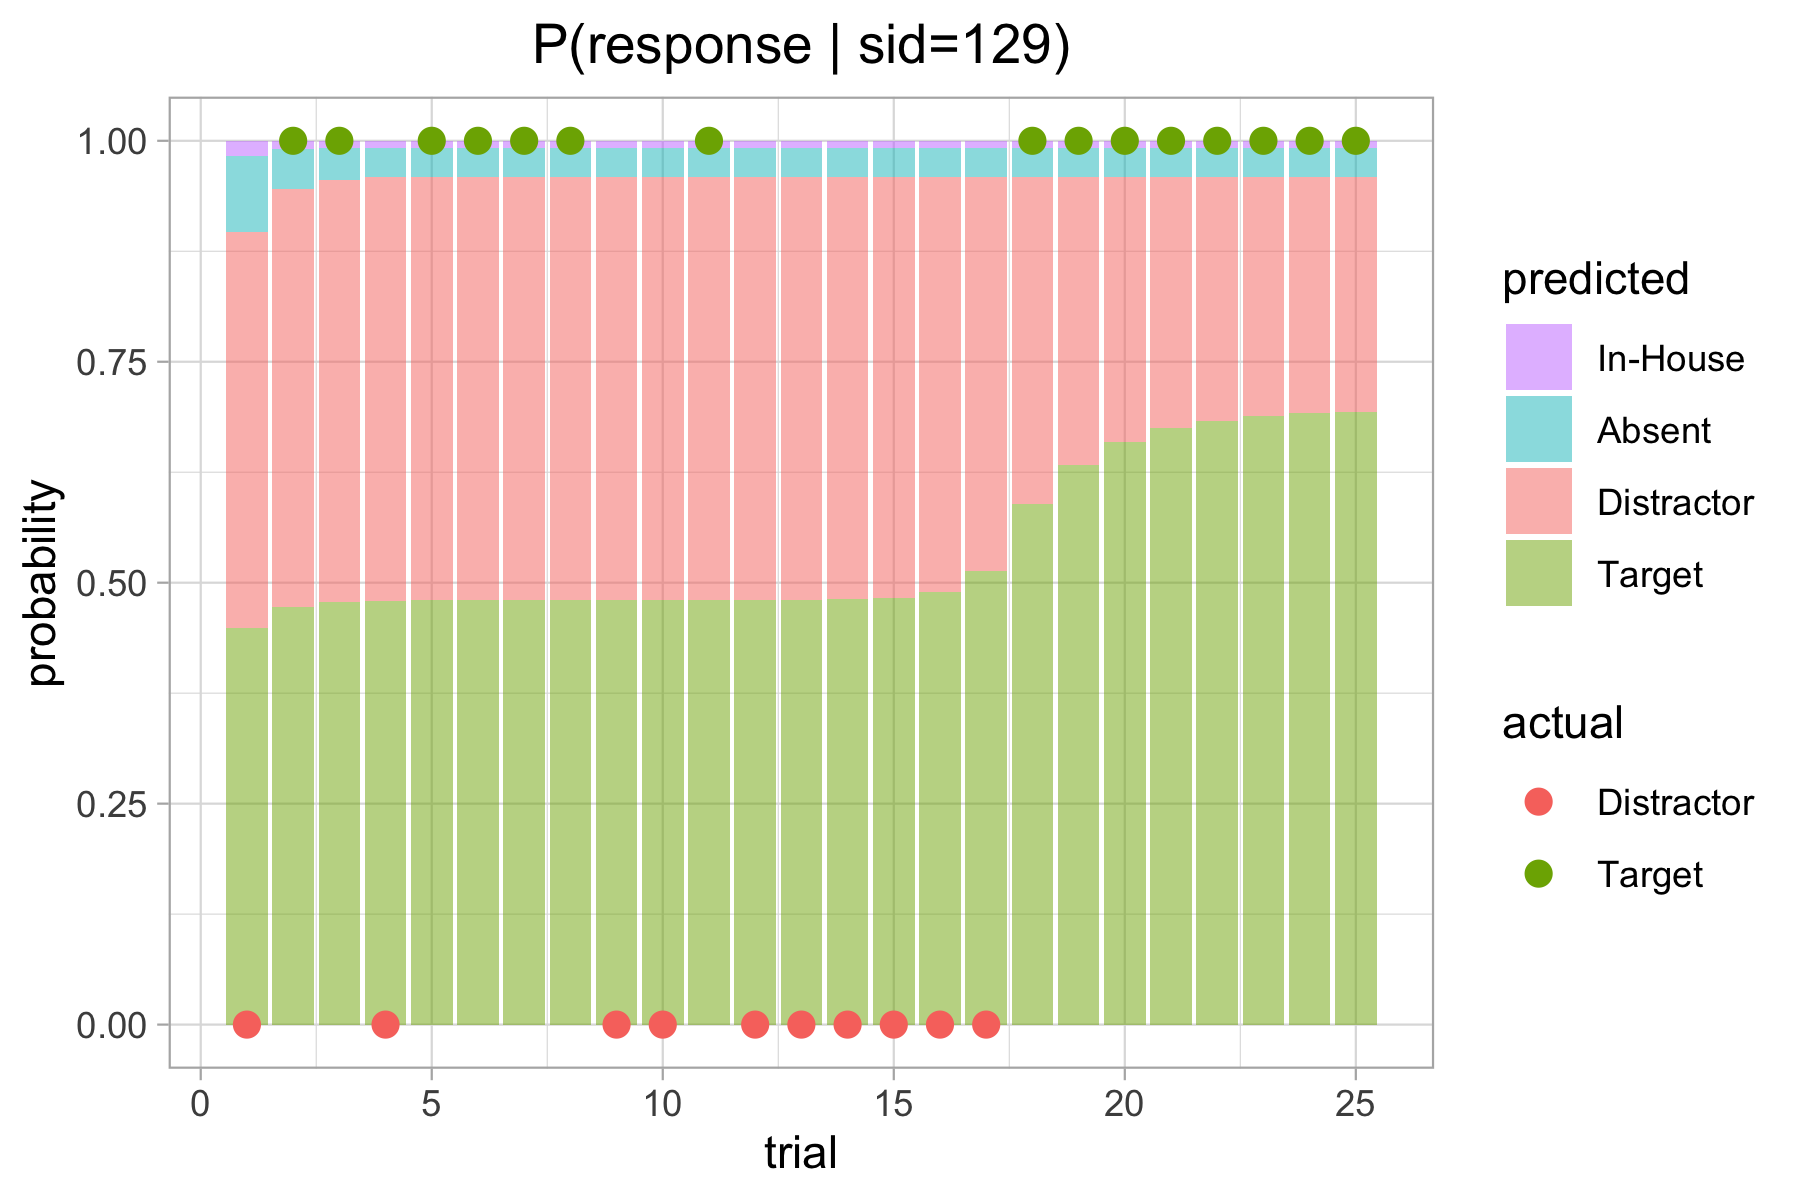 P(response | sid=129)
probability
1.00
0.75
0.50
0.25
0.00
0 5 10 15 20 25
trial
predicted
In-House
Absent
Distractor
Target
actual
Distractor
Target